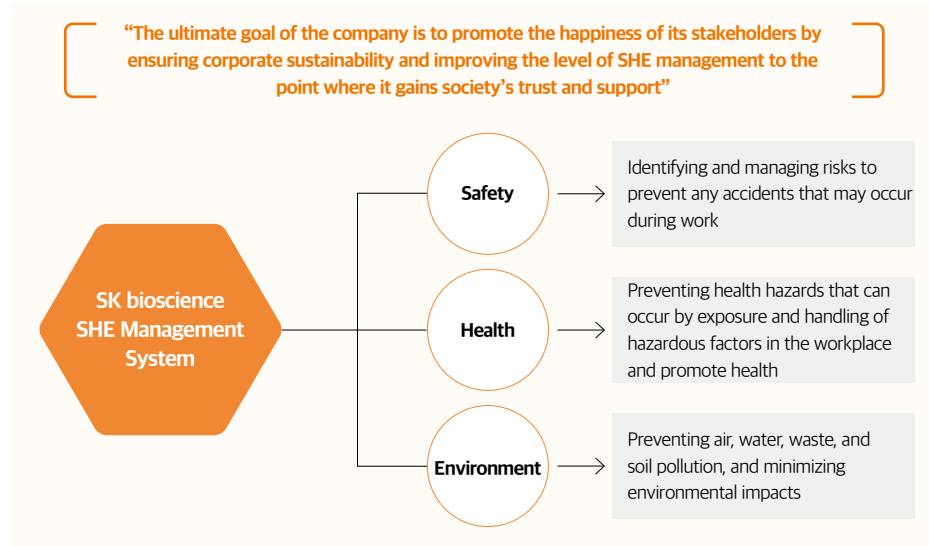 “The ultimate goal of the company is to promote the happiness of its stakeholders by
ensuring corporate sustainability and improving the level of SHE management to the
point where it gains society’s trust and support”
SK bioscience
SHE Management
System
Safety
Identifying and managing risks to
prevent any accidents that may occur
during work
Health
Preventing health hazards that can
occur by exposure and handling of
hazardous factors in the workplace
and promote health
Environment
Preventing air, water, waste, and
soil pollution, and minimizing
environmental impacts